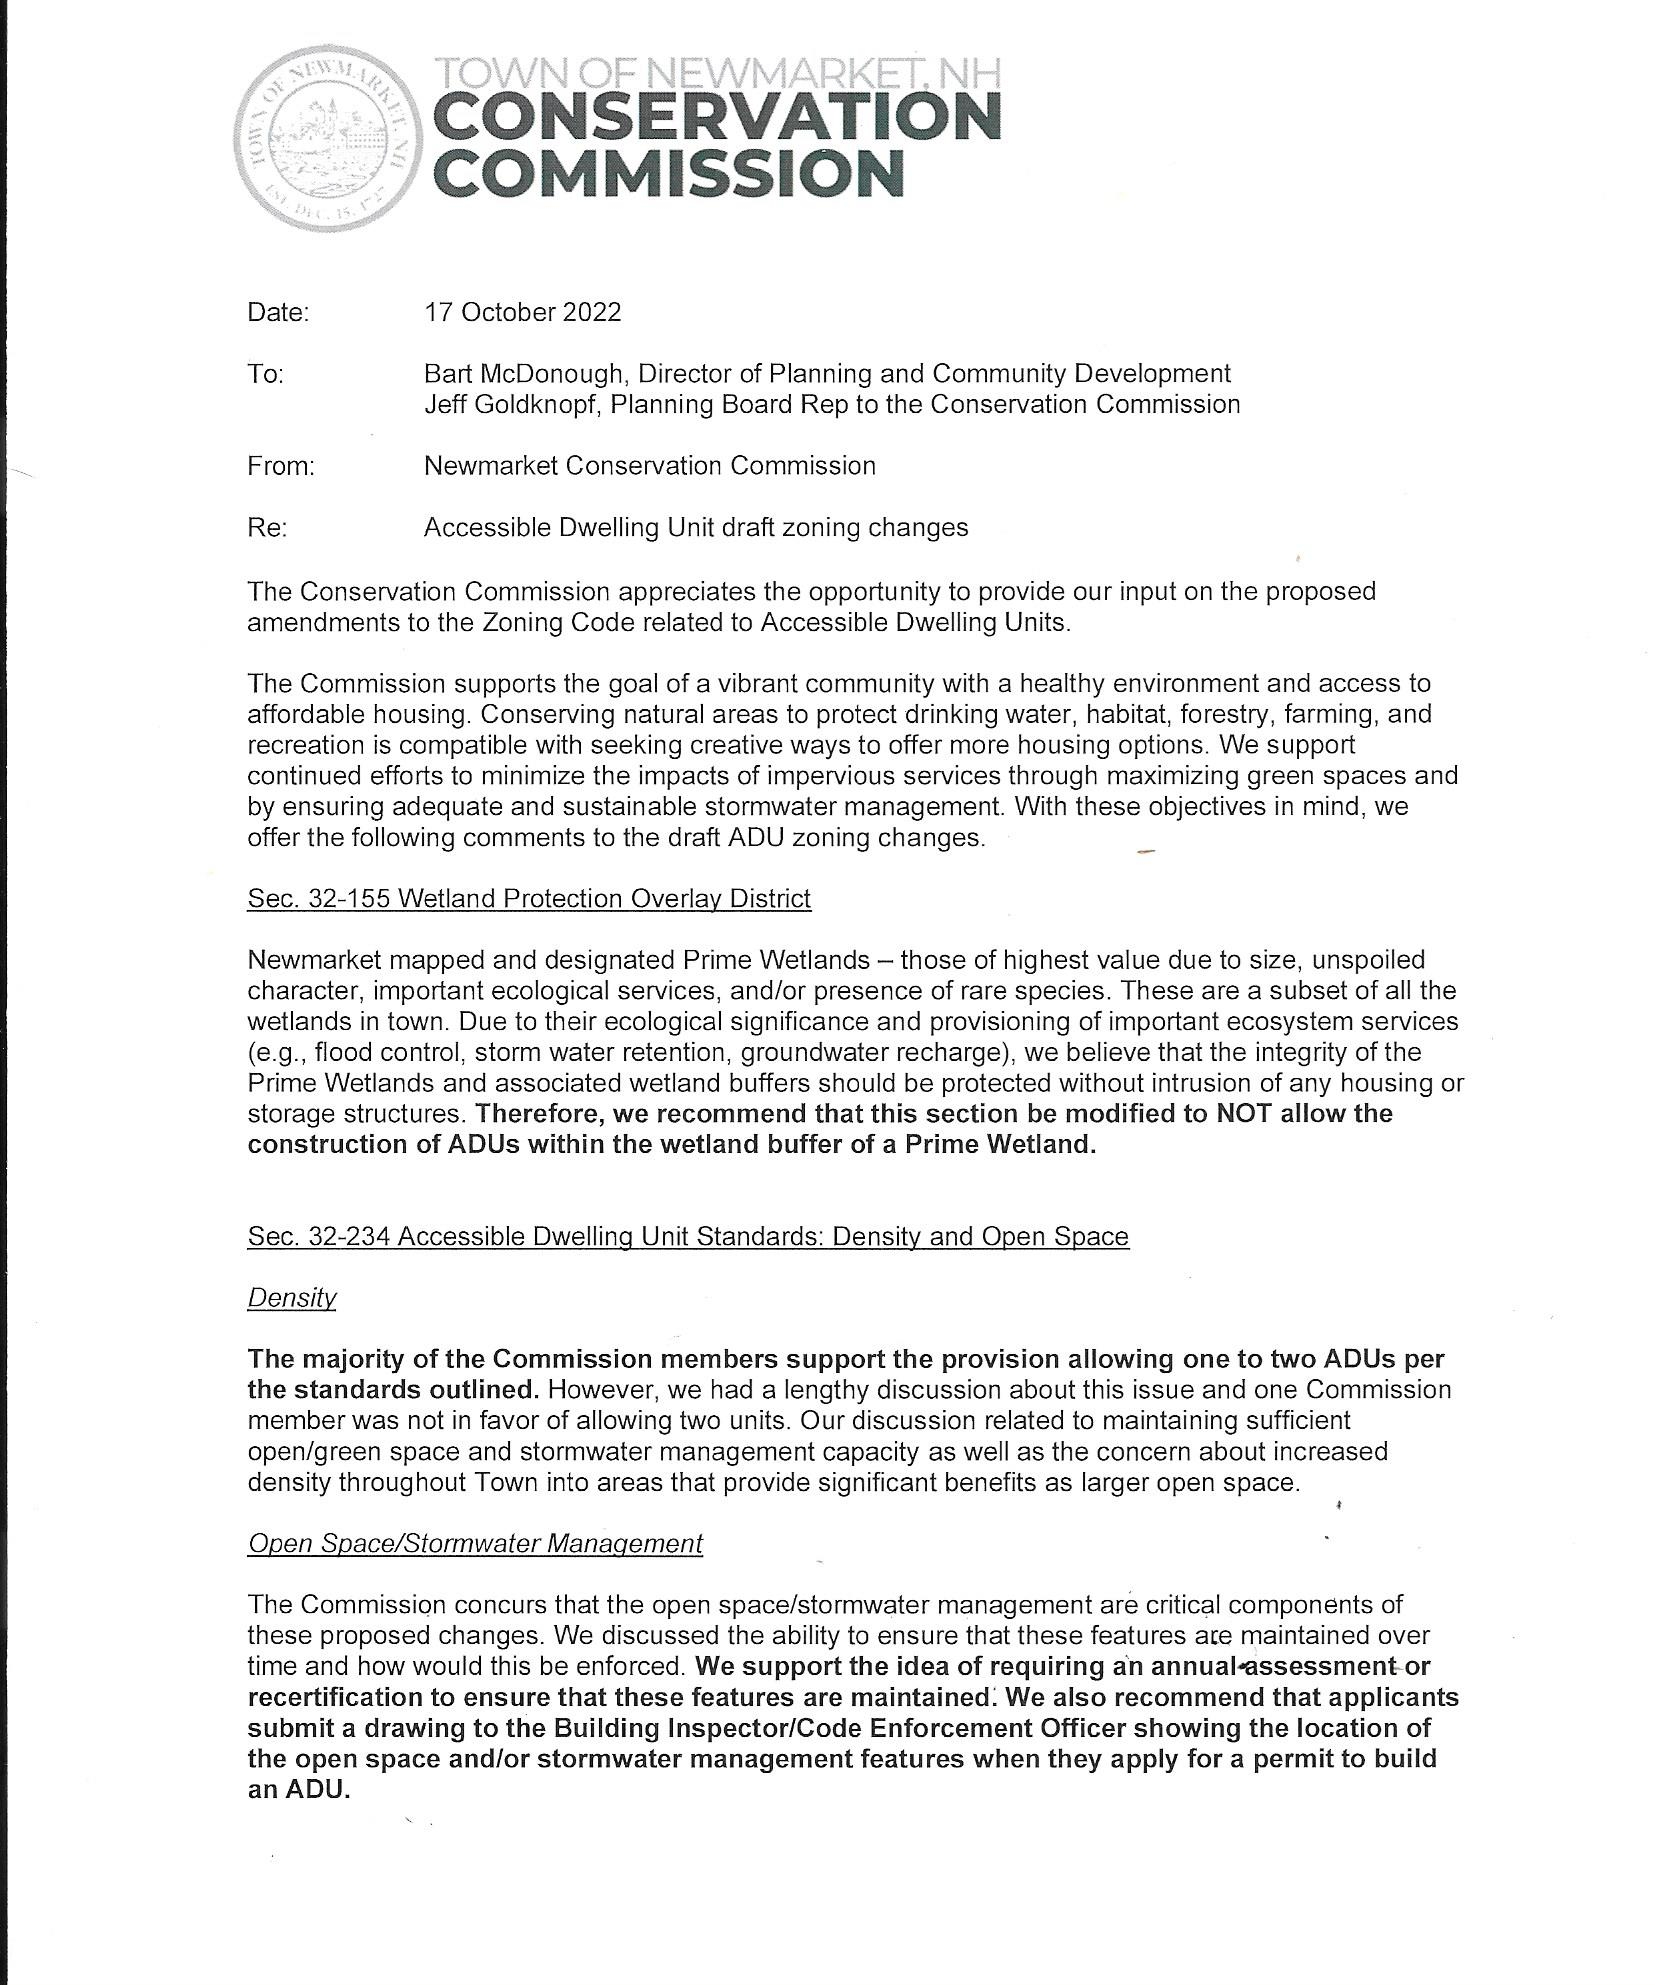 TOWN OF NEWMARKET, NH
CONSERVATION
COMMISSION
TOWN OF NEWMARKET, NH
EST. DEC. 15, 1727
Date: 17 October 2022
To: Bart McDonough, Director of Planning and Community Development
Jeff Goldknopf, Planning Board Rep to the Conservation Commission
From: Newmarket Conservation Commission
Re: Accessible Dwelling Unit draft zoning changes
The Conservation Commission appreciates the opportunity to provide our input on the proposed
amendments to the Zoning Code related to Accessible Dwelling Units.
The Commission supports the goal of a vibrant community with a healthy environment and access to
affordable housing. Conserving natural areas to protect drinking water, habitat, forestry, farming, and
recreation is compatible with seeking creative ways to offer more housing options. We support
continued efforts to minimize the impacts of impervious services through maximizing green spaces and
by ensuring adequate and sustainable stormwater management. With these objectives in mind, we
offer the following comments to the draft ADU zoning changes.
Sec. 32-155 Wetland Protection Overlay District
Newmarket mapped and designated Prime Wetlands – those of highest value due to size, unspoiled
character, important ecological services, and/or presence of rare species. These are a subset of all the
wetlands in town. Due to their ecological significance and provisioning of important ecosystem services
(e.g., flood control, storm water retention, groundwater recharge), we believe that the integrity of the
Prime Wetlands and associated wetland buffers should be protected without intrusion of any housing or
storage structures. Therefore, we recommend that this section be modified to NOT allow the
construction of ADUs within the wetland buffer of a Prime Wetland.
Sec. 32-234 Accessible Dwelling Unit Standards: Density and Open Space
Density
The majority of the Commission members support the provision allowing one to two ADUs per
the standards outlined. However, we had a lengthy discussion about this issue and one Commission
member was not in favor of allowing two units. Our discussion related to maintaining sufficient
open/green space and stormwater management capacity as well as the concern about increased
density throughout Town into areas that provide significant benefits as larger open space.
Open Space/Stormwater Management
The Commission concurs that the open space/stormwater management are critical components of
these proposed changes. We discussed the ability to ensure that these features are maintained over
time and how would this be enforced. We support the idea of requiring an annual assessment or
recertification to ensure that these features are maintained. We also recommend that applicants
submit a drawing to the Building Inspector/Code Enforcement Officer showing the location of
the open space and/or stormwater management features when they apply for a permit to build
an ADU.